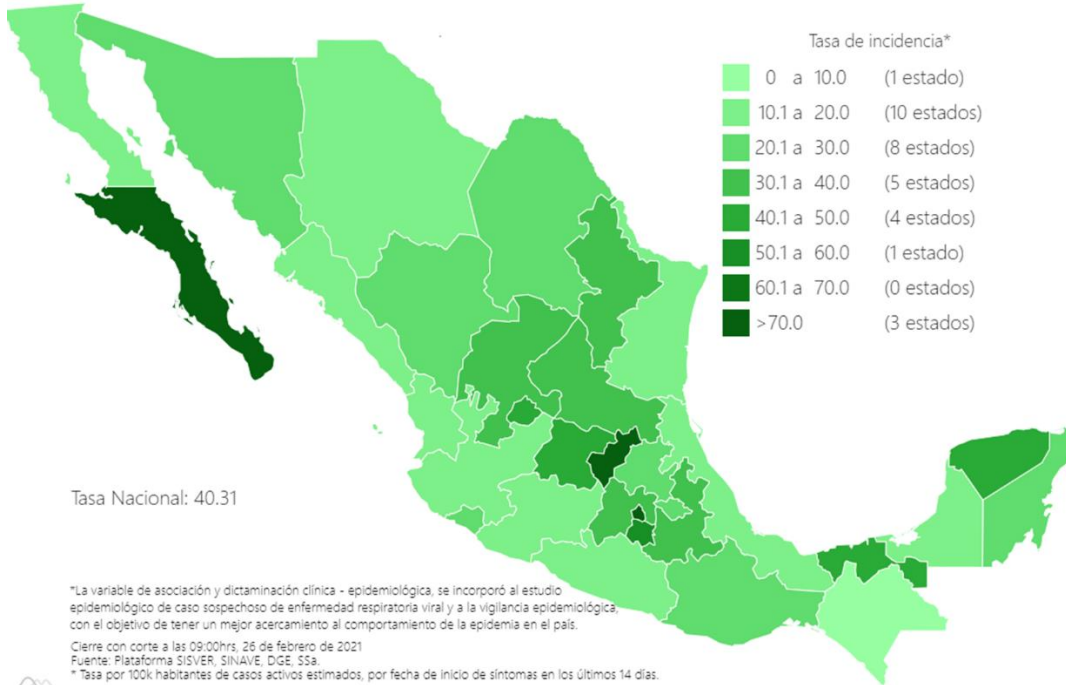 Tasa de incidencia*
0 a 10.0 (1 estado)
10.1 a 20.0 (10 estados)
20.1 a 30.0 (8 estados)
30.1 a 40.0 (5 estados)
40.1 a 50.0 (4 estados)
50.1 a 60.0 (1 estado)
60.1 a 70.0 (0 estados)
>70.0 (3 estados)
Tasa Nacional: 40.31
*La variable de asociación y dictaminación clínica - epidemiológica, se incorporó al estudio
epidemiológico de caso sospechoso de enfermedad respiratoria viral y a la vigilancia epidemiológica,
con el objetivo de tener un mejor acercamiento al comportamiento de la epidemia en el país.
Cierre con corte a las 09:00hrs, 26 de febrero de 2021
Fuente: Plataforma SISVER, SINAVE, DGE, SSa.
* Tasa por 100k habitantes de casos activos estimados, por fecha de inicio de síntomas en los últimos 14 días.